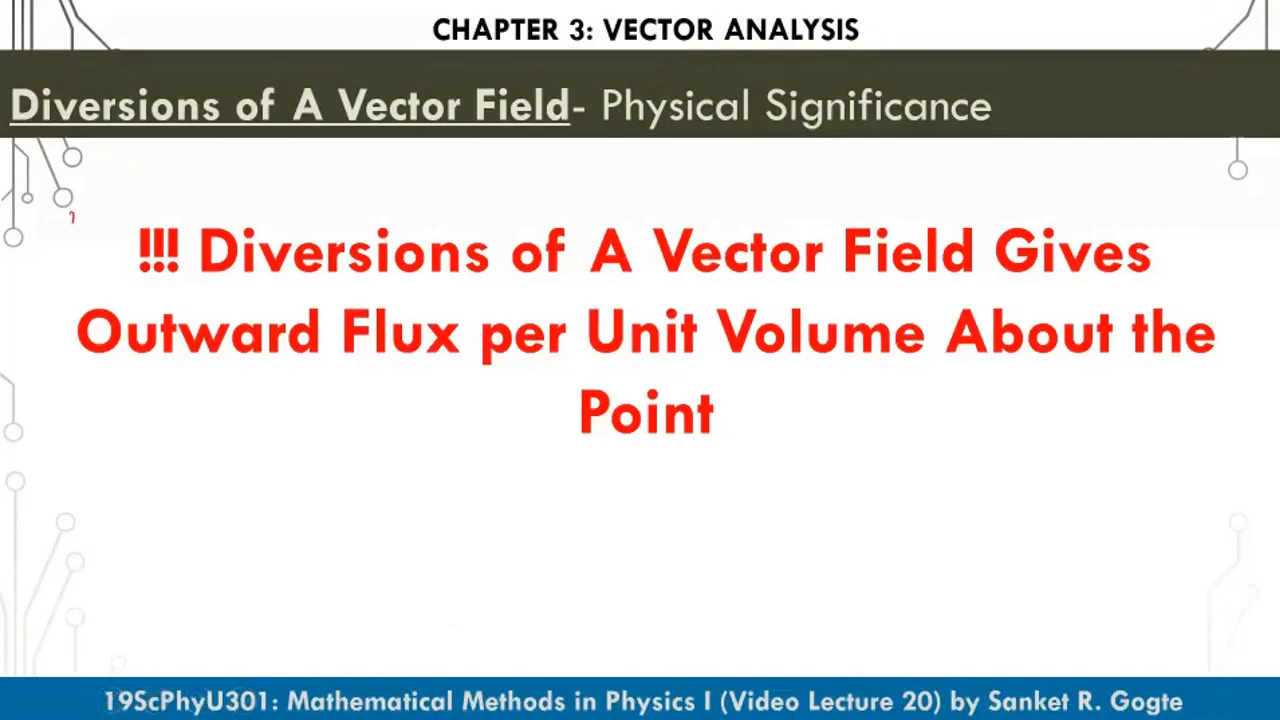 CHAPTER 3: VECTOR ANALYSIS
Diversions of A Vector Field- Physical Significance
!!! Diversions of A Vector Field Gives
Outward Flux per Unit Volume About the
Point
19ScPhyU301: Mathematical Methods in Physics I (Video Lecture 20) by Sanket R. Gogte